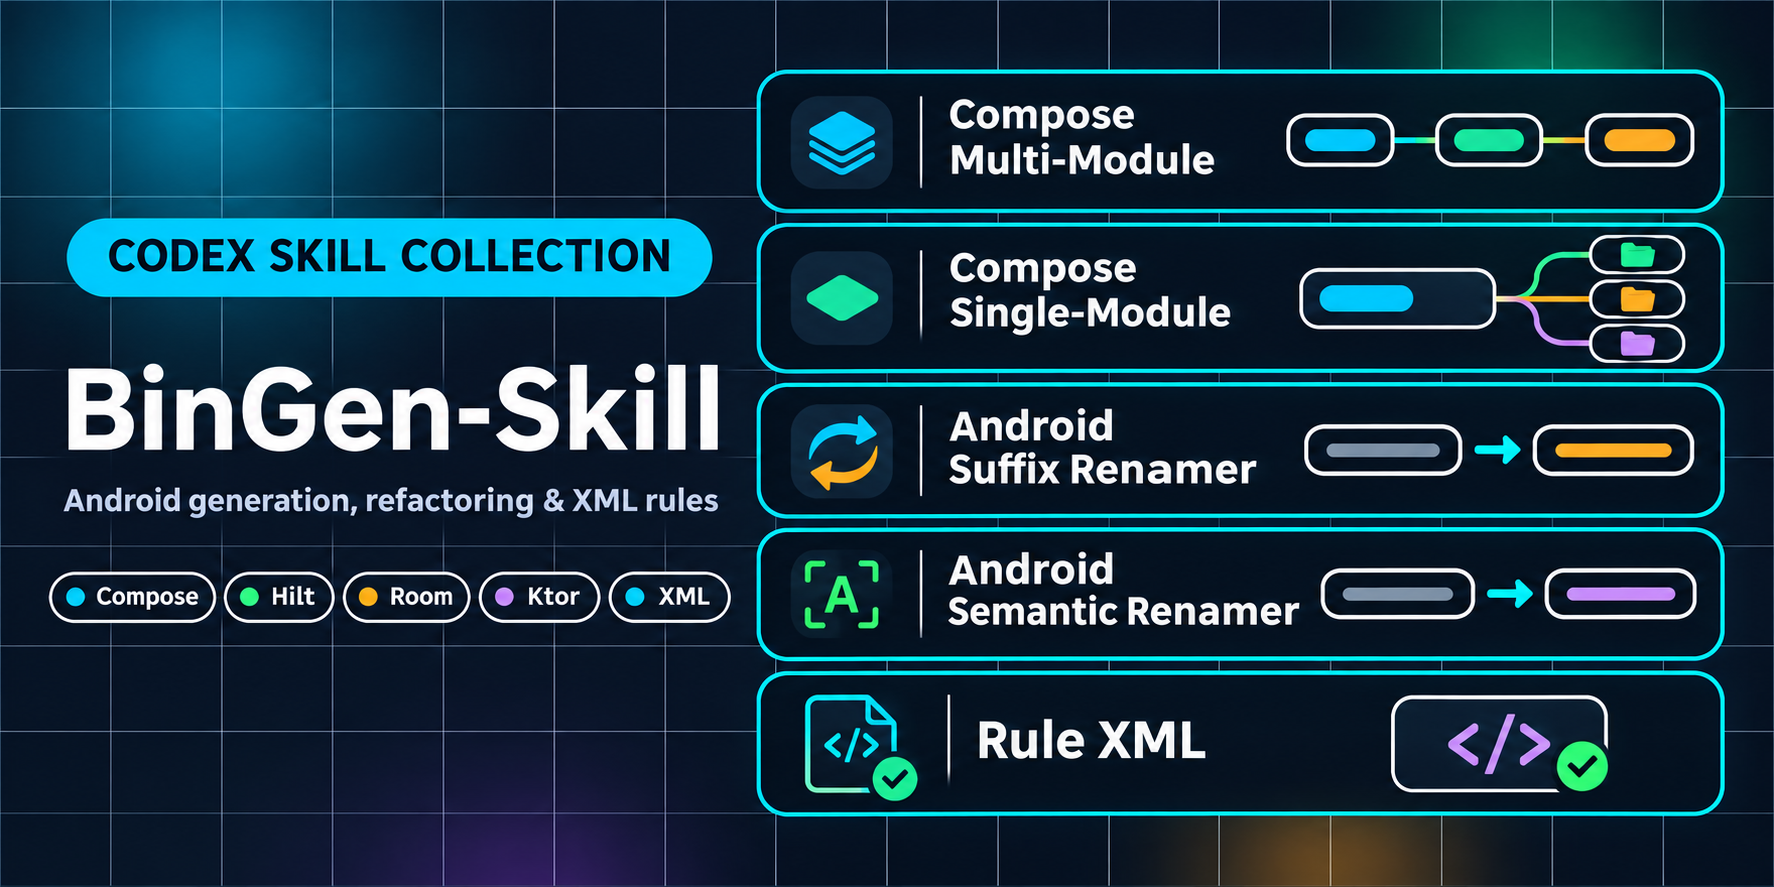 CODEX SKILL COLLECTION
BinGen-Skill
Android generation, refactoring & XML rules
Compose
Hilt
Room
Ktor
XML
Compose
Multi-Module
Compose
Single-Module
Android
Suffix Renamer
A
Android
Semantic Renamer
</>
Rule XML
</>